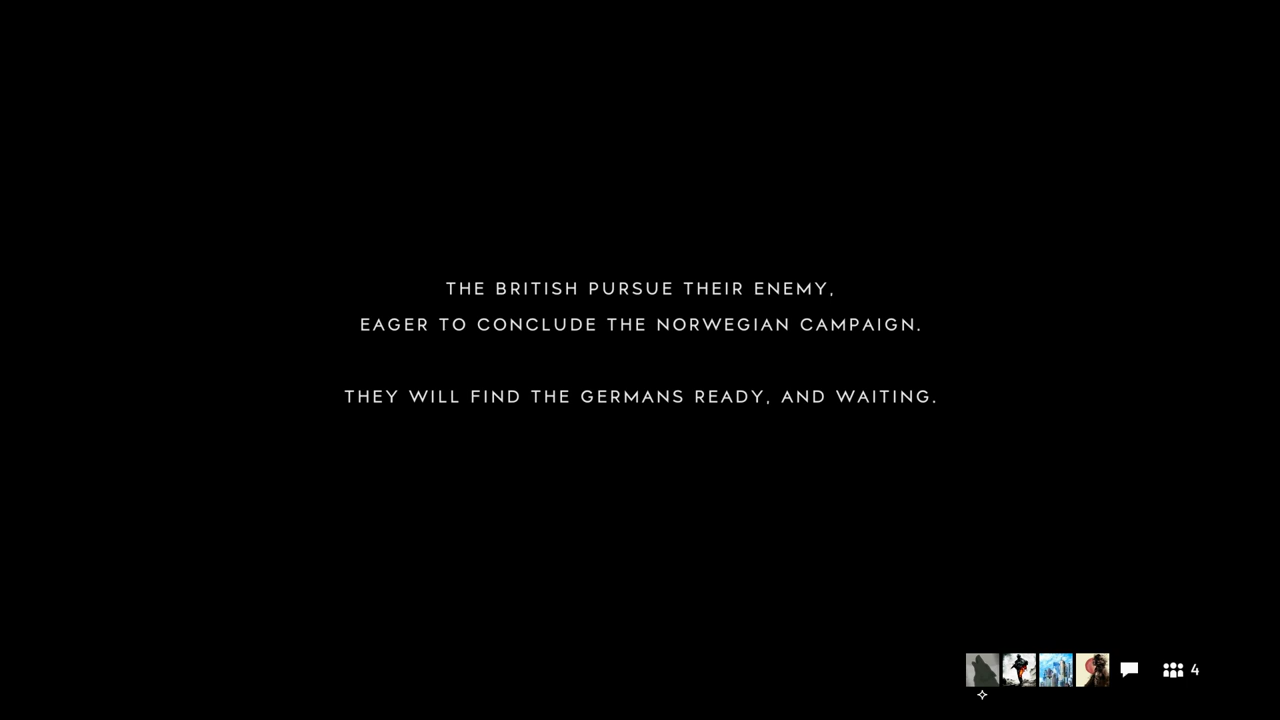 THE BRITISH PURSUE THEIR ENEMY,
EAGER TO CONCLUDE THE NORWEGIAN CAMPAIGN.
THEY WILL FIND THE GERMANS READY, AND WAITING.
4